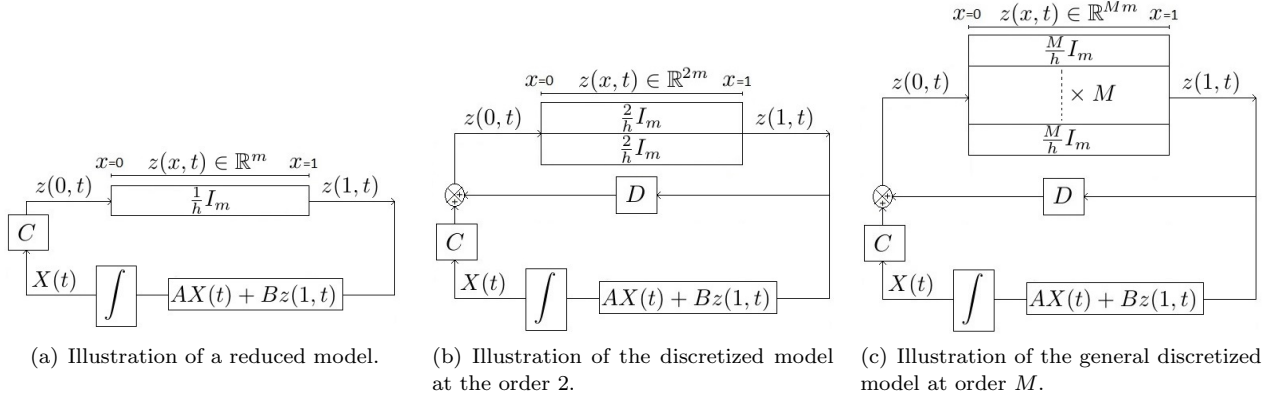 x=0 z(x, t) ∈ ℝ^m x=1
z(0, t)
z(1, t)
1/h I_m
C
X(t)
∫
AX(t) + Bz(1, t)
(a) Illustration of a reduced model.
x=0 z(x, t) ∈ ℝ^{2m} x=1
z(0, t)
z(1, t)
2/h I_m
2/h I_m
+
+
D
C
X(t)
∫
AX(t) + Bz(1, t)
(b) Illustration of the discretized model
at the order 2.
x=0 z(x, t) ∈ ℝ^{Mm} x=1
M/h I_m
z(0, t)
× M
z(1, t)
M/h I_m
+
+
D
C
X(t)
∫
AX(t) + Bz(1, t)
(c) Illustration of the general discretized
model at order M.